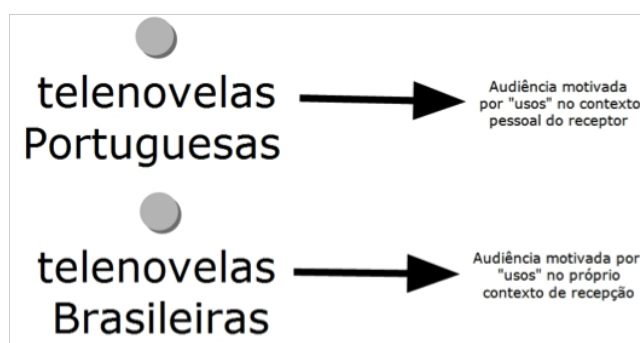 telenovelas
Portuguesas
Audiência motivada
por "usos" no contexto
pessoal do receptor
telenovelas
Brasileiras
Audiência motivada por
"usos" no próprio
contexto de recepção